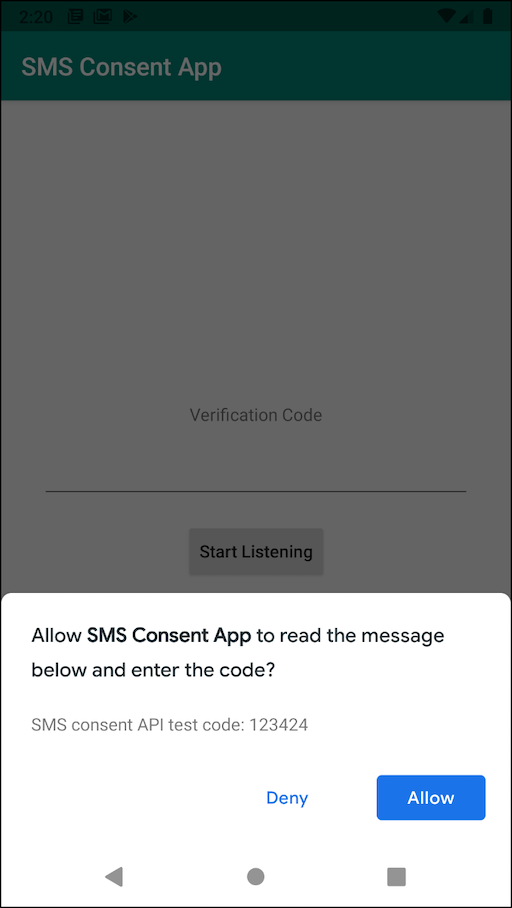 2:20
SMS Consent App
Verification Code
Start Listening
Allow SMS Consent App to read the message
below and enter the code?
SMS consent API test code: 123424
Deny
Allow